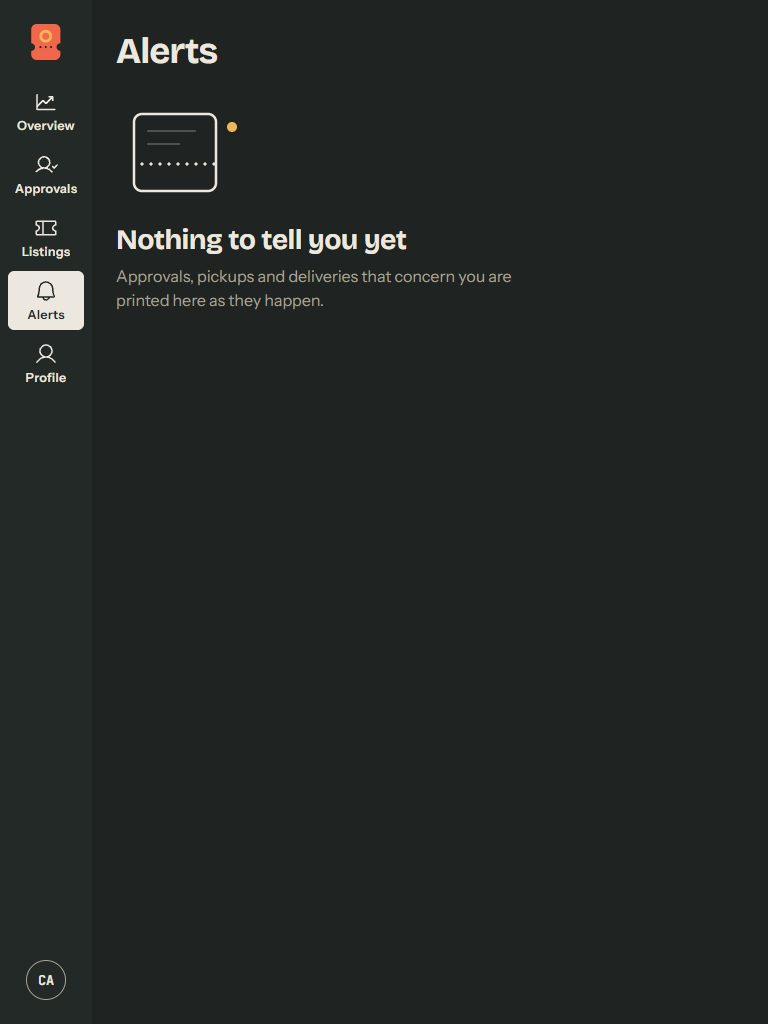 Alerts
Overview
Approvals
Listings
Alerts
Profile
Nothing to tell you yet
Approvals, pickups and deliveries that concern you are
printed here as they happen.
CA